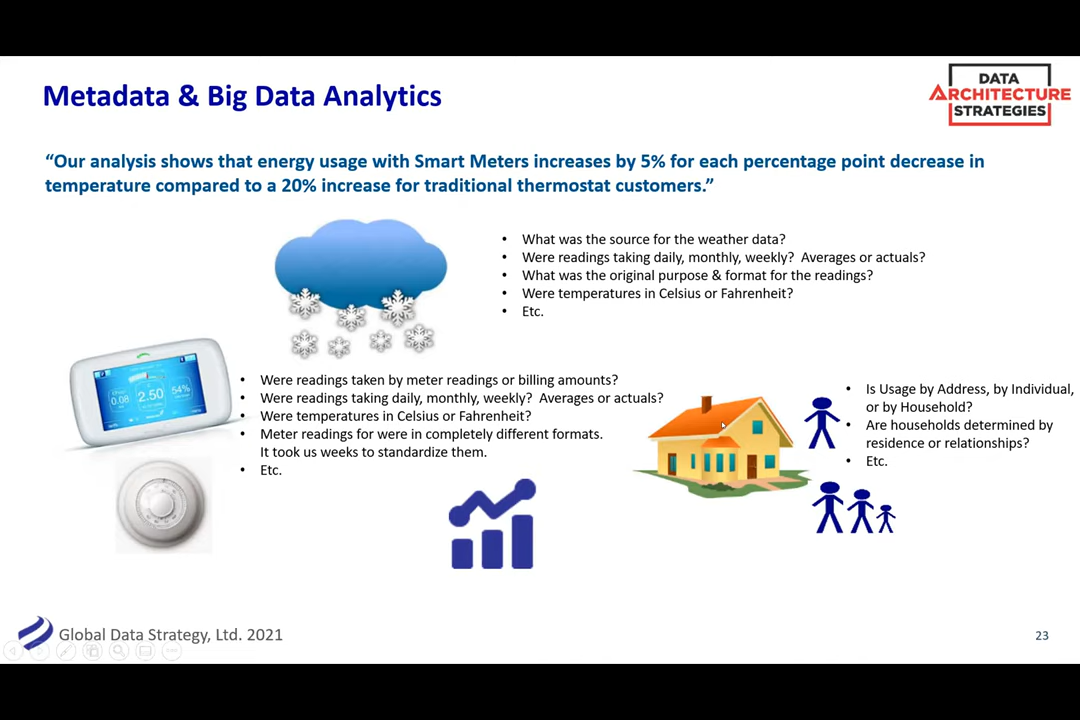 Metadata & Big Data Analytics
DATA
ARCHITECTURE
STRATEGIES
“Our analysis shows that energy usage with Smart Meters increases by 5% for each percentage point decrease in
temperature compared to a 20% increase for traditional thermostat customers.”
• What was the source for the weather data?
• Were readings taking daily, monthly, weekly? Averages or actuals?
• What was the original purpose & format for the readings?
• Were temperatures in Celsius or Fahrenheit?
• Etc.
0.08
2.50
54%
• Were readings taken by meter readings or billing amounts?
• Were readings taking daily, monthly, weekly? Averages or actuals?
• Were temperatures in Celsius or Fahrenheit?
• Meter readings for were in completely different formats.
It took us weeks to standardize them.
• Etc.
• Is Usage by Address, by Individual,
or by Household?
• Are households determined by
residence or relationships?
• Etc.
Global Data Strategy, Ltd. 2021
23